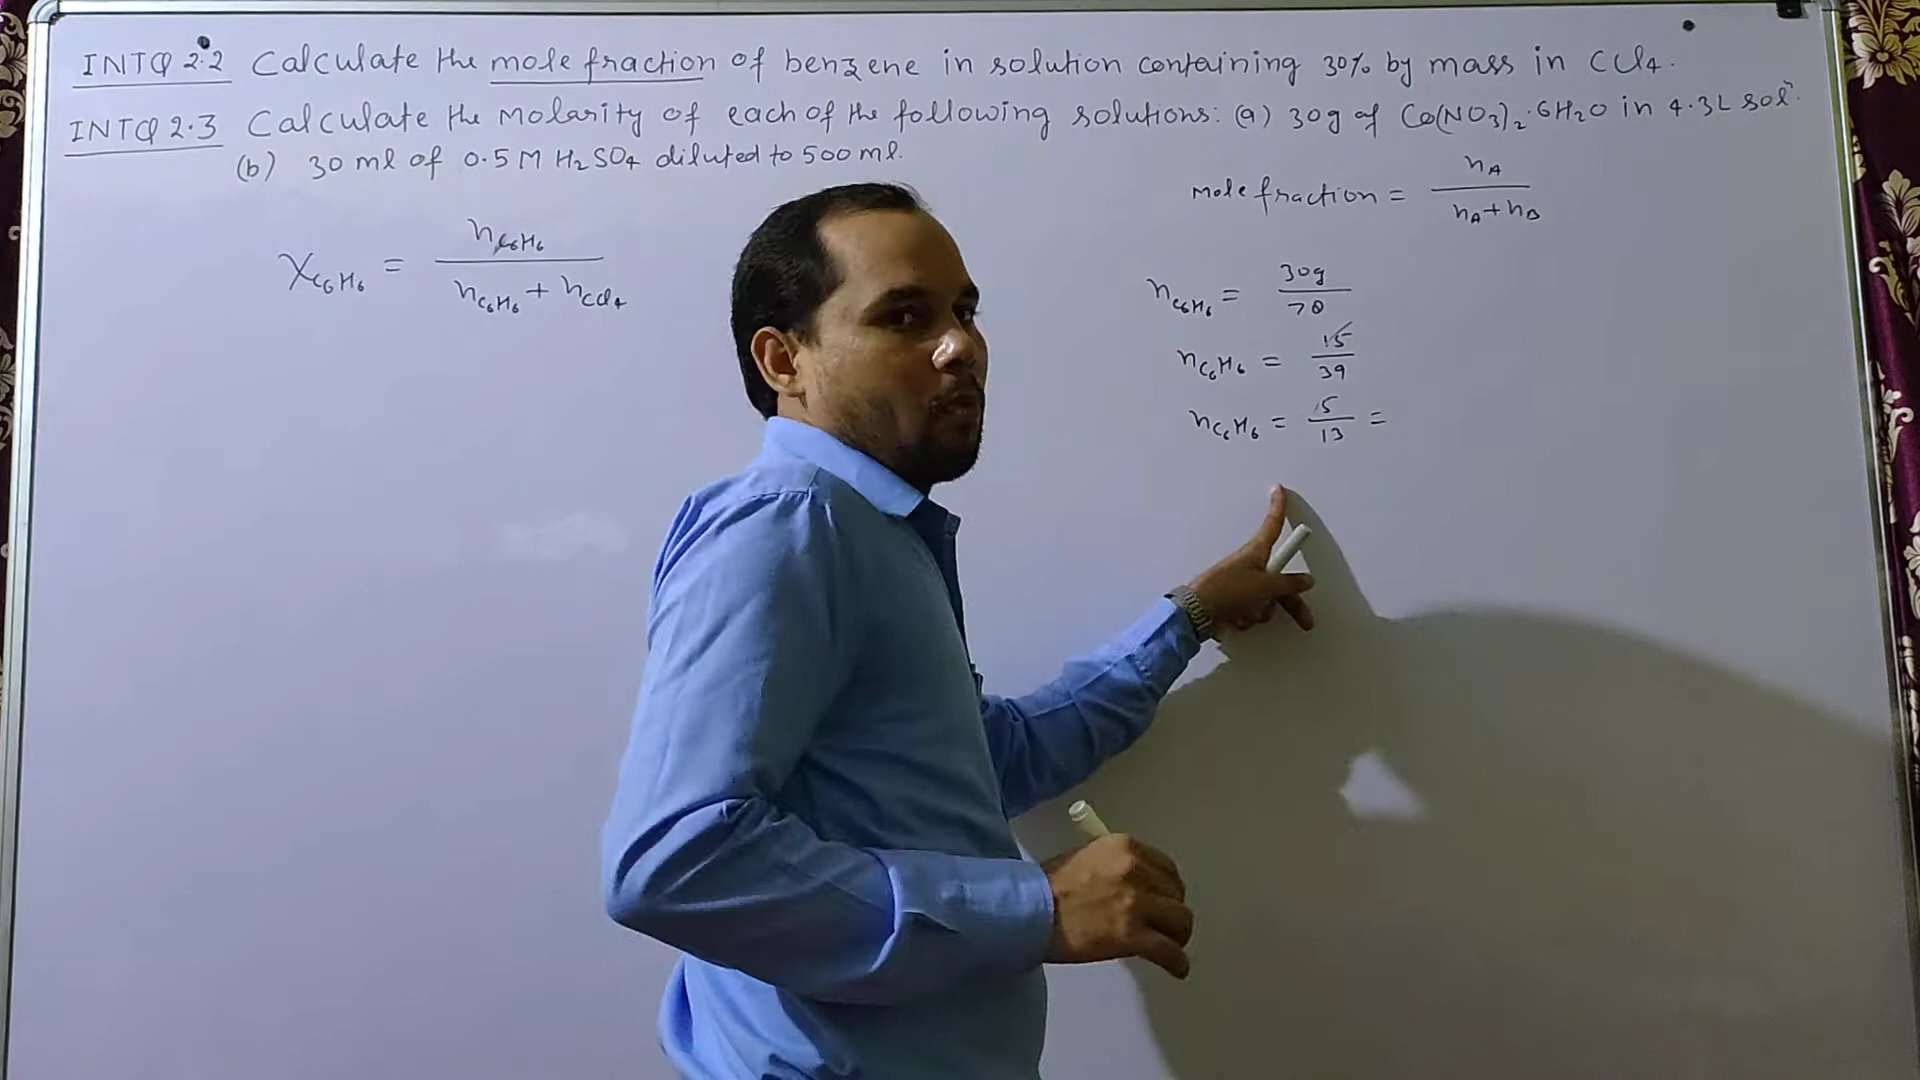 INTQ 2.2 Calculate the mole fraction of benzene in solution containing 30% by mass in CCl4.
INTQ 2.3 Calculate the Molarity of each of the following solutions: (a) 30g of Co(NO3)2·6H2O in 4.3L solⁿ.
(b) 30 ml of 0.5 M H2SO4 diluted to 500 ml.
mole fraction = nA / nA+nB
χC6H6 = nC6H6 / nC6H6 + nCCl4
nC6H6 = 30g / 78
nC6H6 = 15 / 39
nC6H6 = 5 / 13 =